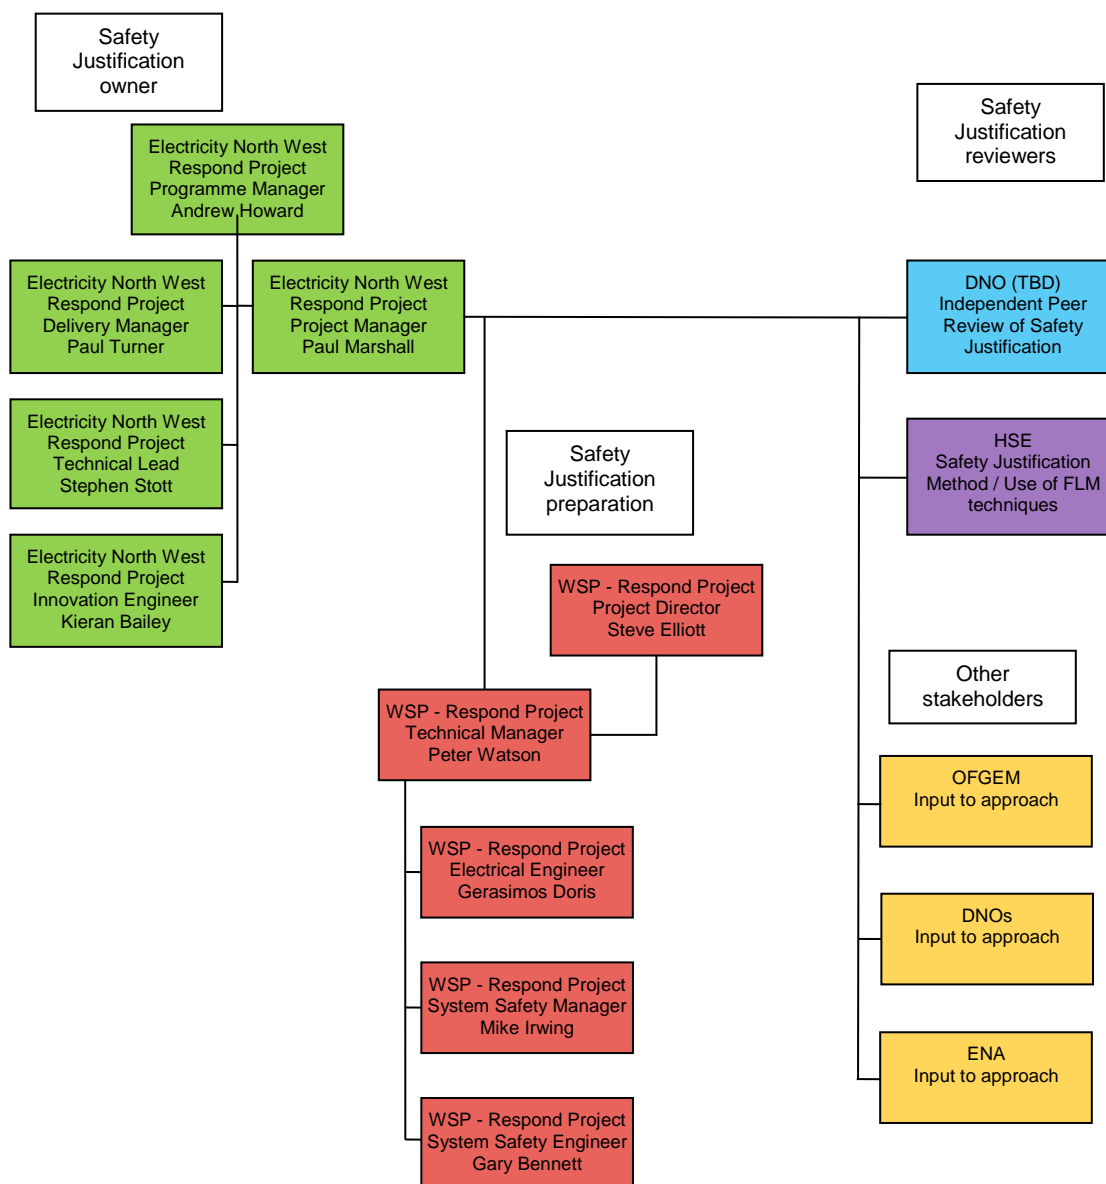 Safety
Justification
owner
Safety
Justification
reviewers
Electricity North West
Respond Project
Programme Manager
Andrew Howard
Electricity North West
Respond Project
Delivery Manager
Paul Turner
Electricity North West
Respond Project
Project Manager
Paul Marshall
DNO (TBD)
Independent Peer
Review of Safety
Justification
Electricity North West
Respond Project
Technical Lead
Stephen Stott
Safety
Justification
preparation
HSE
Safety Justification
Method / Use of FLM
techniques
Electricity North West
Respond Project
Innovation Engineer
Kieran Bailey
WSP - Respond Project
Project Director
Steve Elliott
Other
stakeholders
WSP - Respond Project
Technical Manager
Peter Watson
OFGEM
Input to approach
WSP - Respond Project
Electrical Engineer
Gerasimos Doris
DNOs
Input to approach
WSP - Respond Project
System Safety Manager
Mike Irwing
ENA
Input to approach
WSP - Respond Project
System Safety Engineer
Gary Bennett